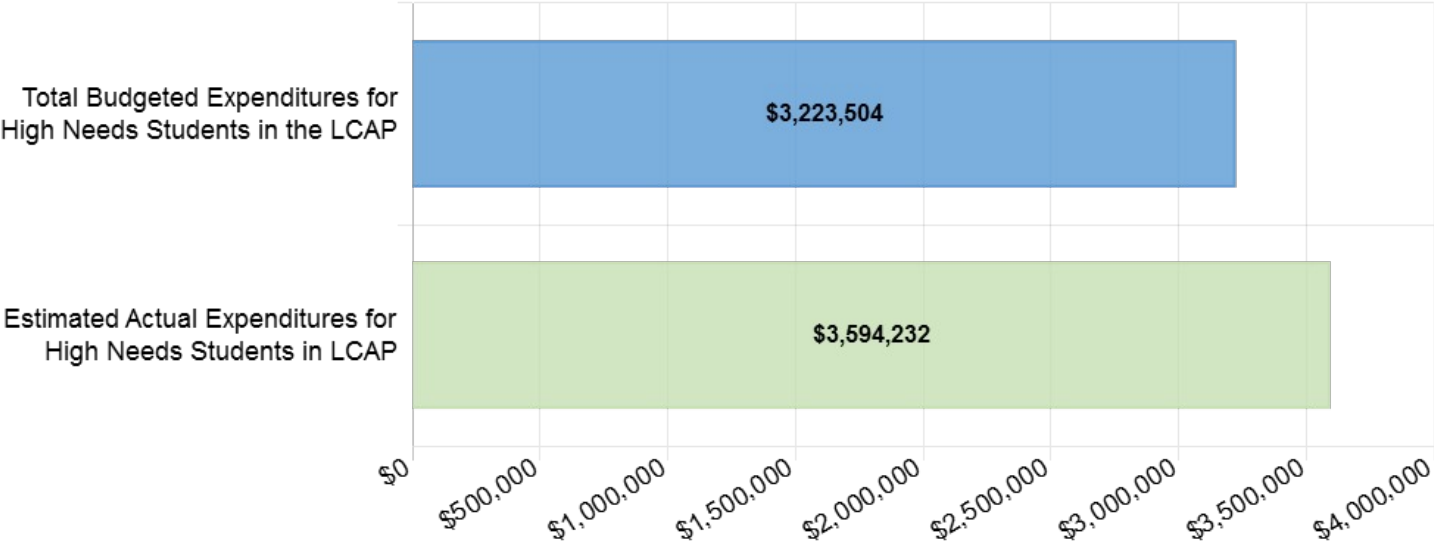 Total Budgeted Expenditures for
High Needs Students in the LCAP
$3,223,504
Estimated Actual Expenditures for
High Needs Students in LCAP
$3,594,232
$0
$500,000
$1,000,000
$1,500,000
$2,000,000
$2,500,000
$3,000,000
$3,500,000
$4,000,000